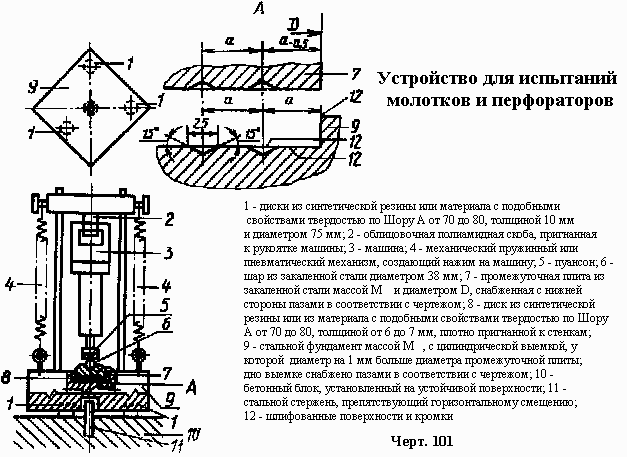 А
D
a
a-0,5
7
a
a
12
9
12
12
15°
2,5
15°
9
1
1
1
2
3
4
4
5
6
8
7
А
9
1
1
10
11
Устройство для испытаний
молотков и перфораторов
1 - диски из синтетической резины или материала с подобными
свойствами твердостью по Шору А от 70 до 80, толщиной 10 мм
и диаметром 75 мм; 2 - облицовочная полиамидная скоба, пригнанная
к рукоятке машины; 3 - машина; 4 - механический пружинный или
пневматический механизм, создающий нажим на машину; 5 - пуансон; 6 -
шар из закаленной стали диаметром 38 мм; 7 - промежуточная плита из
закаленной стали массой М и диаметром D, снабженная с нижней
стороны пазами в соответствии с чертежом; 8 - диск из синтетической
резины или из материала с подобными свойствами твердостью по Шору
А от 70 до 80, толщиной от 6 до 7 мм, плотно пригнанной к стенкам;
9 - стальной фундамент массой М , с цилиндрической выемкой, у
которой диаметр на 1 мм больше диаметра промежуточной плиты;
дно выемке снабжено пазами в соответствии с чертежом; 10 -
бетонный блок, установленный на устойчивой поверхности; 11 -
стальной стержень, препятствующий горизонтальному смещению;
12 - шлифованные поверхности и кромки
Черт. 101